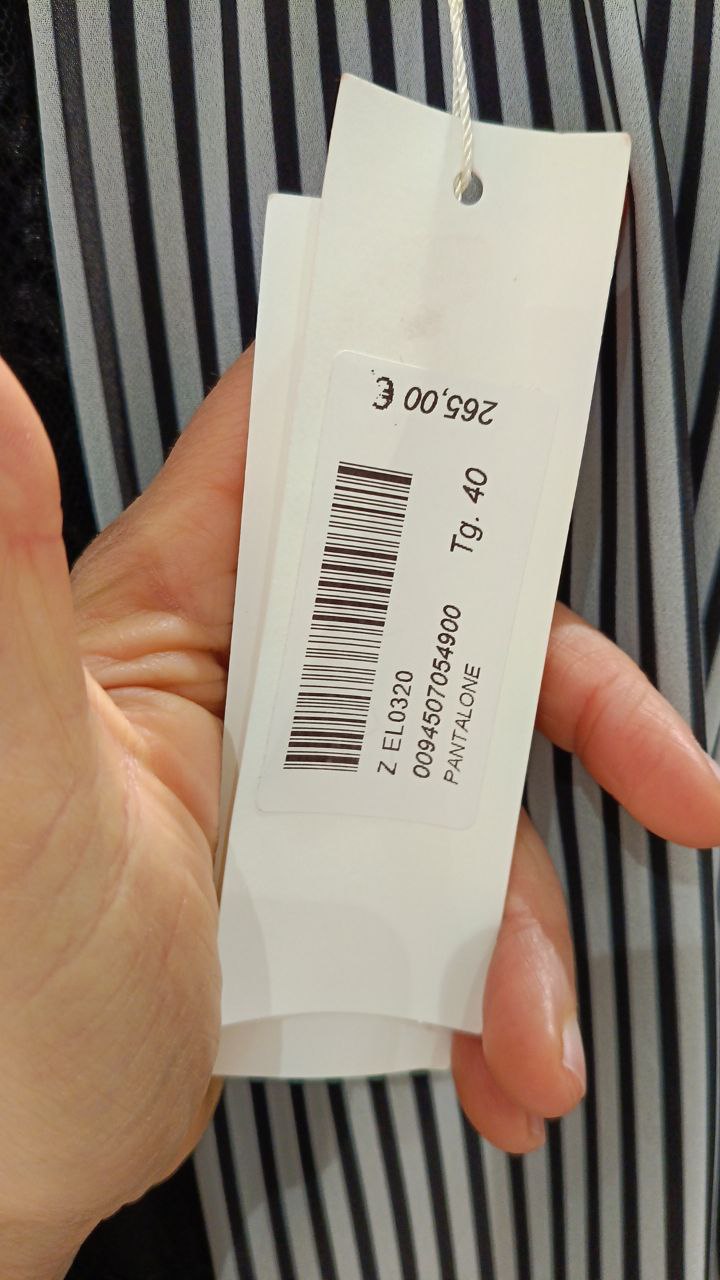 Z EL0320
0094507054900 Tg. 40
PANTALONE
265,00 €